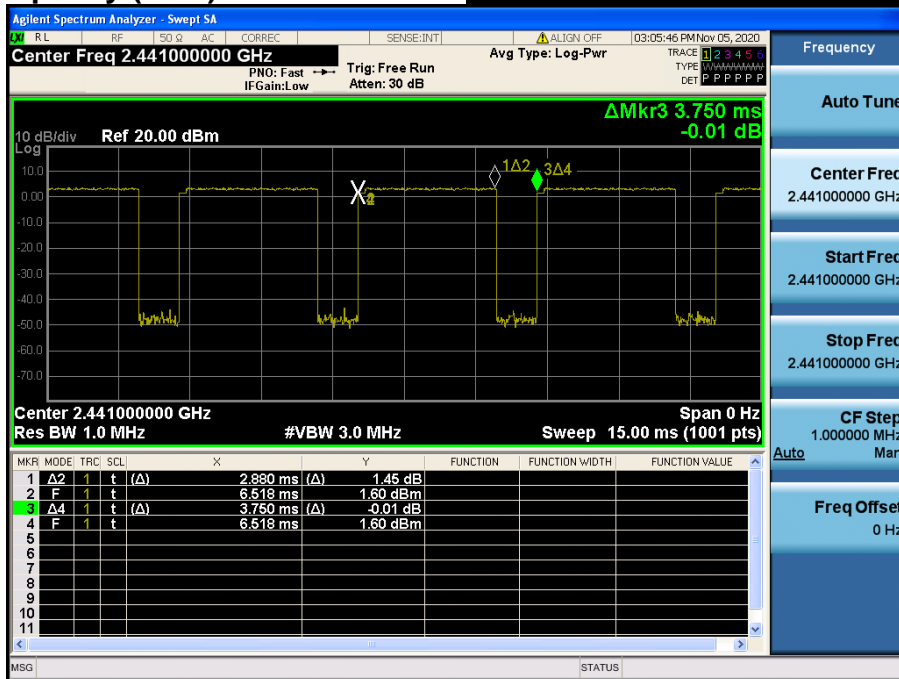 Agilent Spectrum Analyzer - Swept SA
LXI RL RF 50 Ω AC CORREC SENSE:INT ALIGN OFF 03:05:46 PM Nov 05, 2020
Center Freq 2.441000000 GHz Avg Type: Log-Pwr TRACE 1 2 3 4 5 6
PNO: Fast Trig: Free Run TYPE WWWWWW
IFGain:Low Atten: 30 dB DET P P P P P P
ΔMkr3 3.750 ms
-0.01 dB
10 dB/div Ref 20.00 dBm
Log
1Δ2 3Δ4
10.0
0.00
-10.0
-20.0
-30.0
-40.0
-50.0
-60.0
-70.0
Center 2.441000000 GHz Span 0 Hz
Res BW 1.0 MHz #VBW 3.0 MHz Sweep 15.00 ms (1001 pts)
MKR MODE TRC SCL X Y FUNCTION FUNCTION WIDTH FUNCTION VALUE
1 Δ2 1 t (Δ) 2.880 ms (Δ) 1.45 dB
2 F 1 t 6.518 ms 1.60 dBm
3 Δ4 1 t (Δ) 3.750 ms (Δ) -0.01 dB
4 F 1 t 6.518 ms 1.60 dBm
5
6
7
8
9
10
11
MSG STATUS
Frequency
Auto Tune
Center Freq
2.441000000 GHz
Start Freq
2.441000000 GHz
Stop Freq
2.441000000 GHz
CF Step
1.000000 MHz
Auto Man
Freq Offset
0 Hz